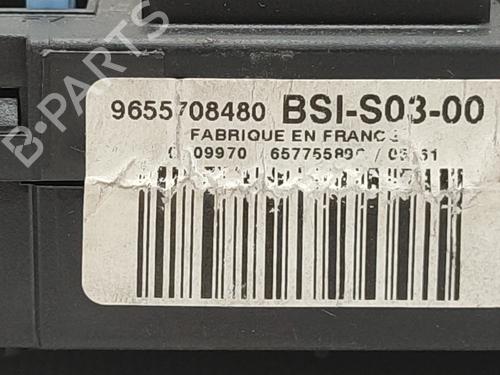 B-PARTS
9655708480 BSI-S03-00
FABRIQUE EN FRANCE